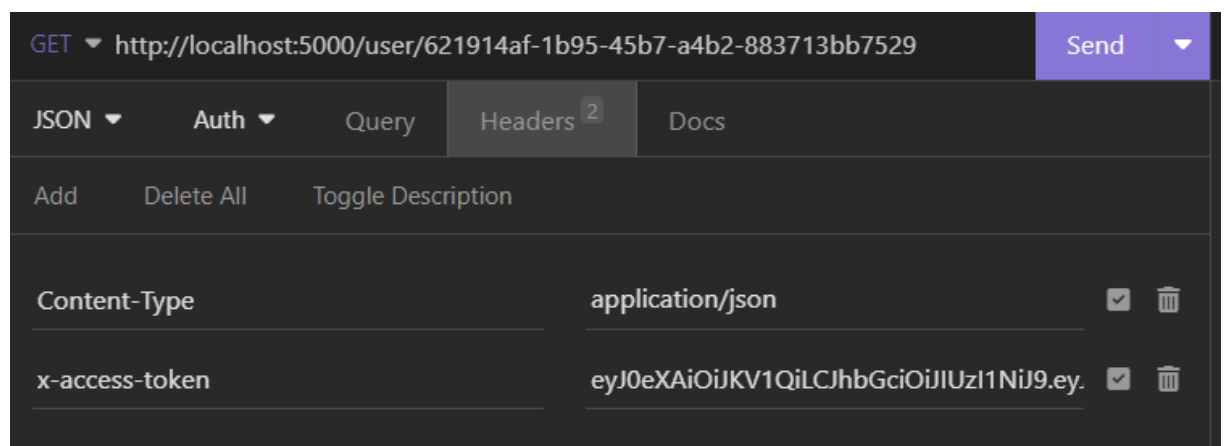 GET http://localhost:5000/user/621914af-1b95-45b7-a4b2-883713bb7529 Send
JSON Auth Query Headers 2 Docs
Add Delete All Toggle Description
Content-Type application/json
x-access-token eyJ0eXAiOiJKV1QiLCJhbGciOiJIUzI1NiJ9.eyJ